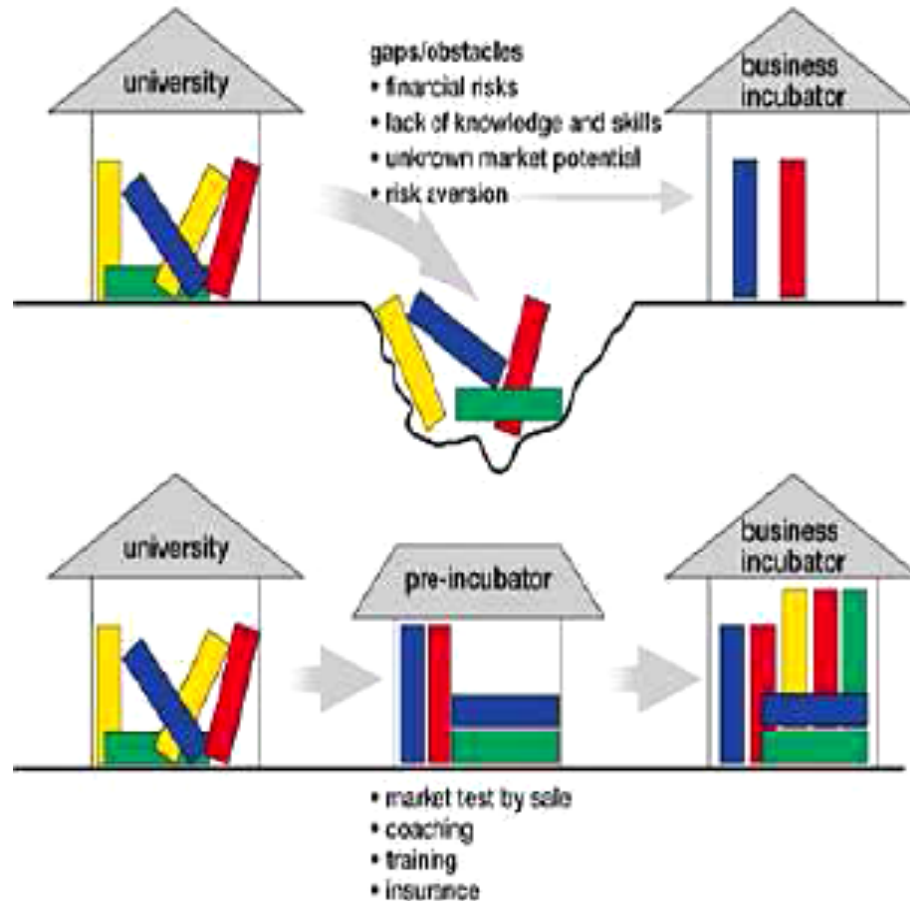 university
gaps/obstacles
• financial risks
• lack of knowledge and skills
• unknown market potential
• risk aversion
business
incubator
university
pre-incubator
business
incubator
• market test by sale
• coaching
• training
• insurance